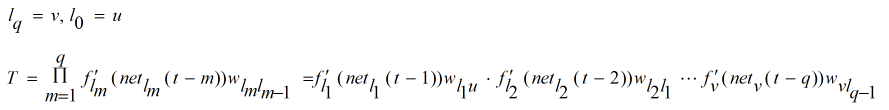 l_q = v, l_0 = u
T = ∏_{m=1}^{q} f′_{l_m}(net_{l_m}(t − m))w_{l_m l_{m−1}} =f′_{l_1}(net_{l_1}(t − 1))w_{l_1 u} · f′_{l_2}(net_{l_2}(t − 2))w_{l_2 l_1} ⋯ f′_v(net_v(t − q))w_{v l_{q−1}}